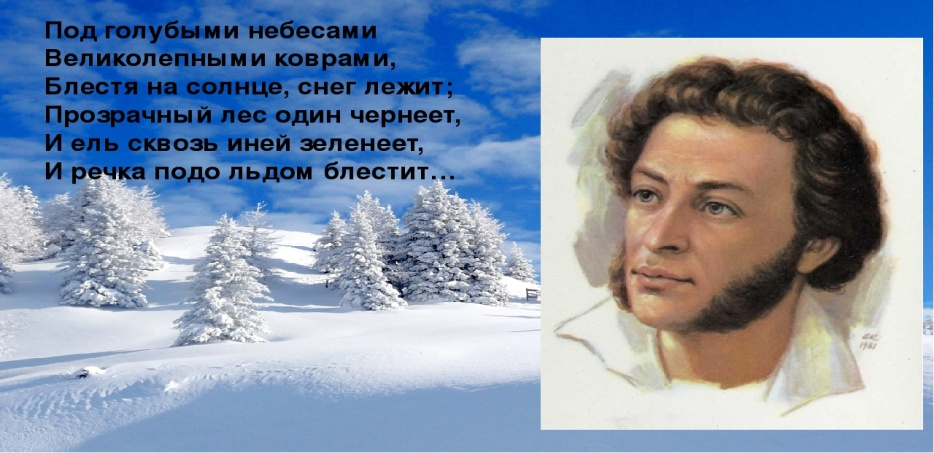 Под голубыми небесами
Великолепными коврами,
Блестя на солнце, снег лежит;
Прозрачный лес один чернеет,
И ель сквозь иней зеленеет,
И речка подо льдом блестит...
1981